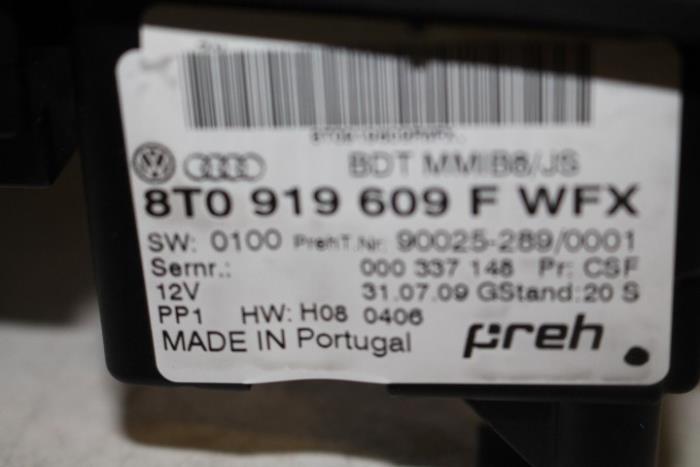 BDT MMIB8/JS
8T0 919 609 F WFX
SW: 0100 PrehT.Nr: 90025-289/0001
Sernr.: 000 337 148 Pr: CSF
12V 31.07.09 GStand: 20 S
PP1 HW: H08 0406
MADE IN Portugal preh